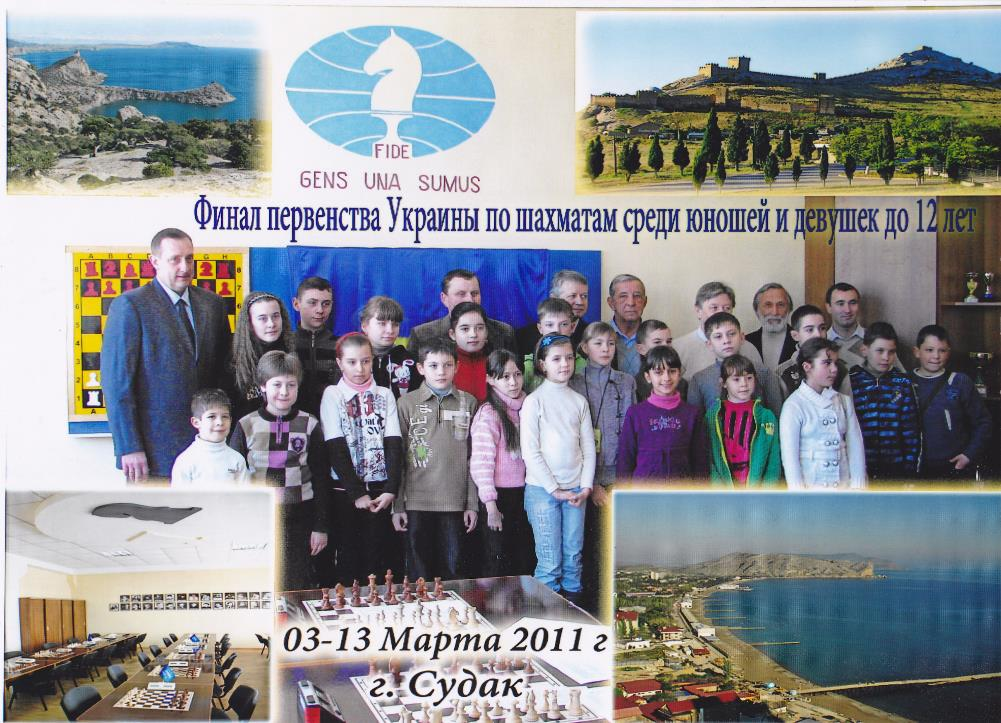 FIDE
GENS UNA SUMUS
Финал первенства Украины по шахматам среди юношей и девушек до 12 лет
03-13 Марта 2011 г
г. Судак